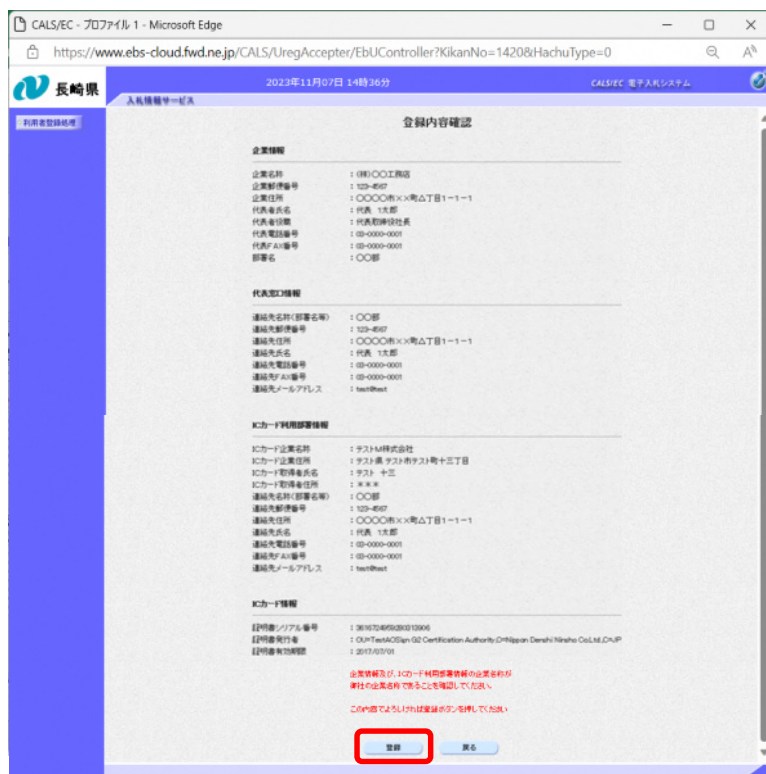 CALS/EC - プロファイル 1 - Microsoft Edge
https://www.ebs-cloud.fwd.ne.jp/CALS/UregAccepter/EbUController?KikanNo=1420&HachuType=0
長崎県
2023年11月07日 14時36分
CALS/EC 電子入札システム
入札情報サービス
利用者登録処理
登録内容確認
企業情報
企業名称 : (株)〇〇工務店
企業郵便番号 : 123-4567
企業住所 : 〇〇〇〇市××町△丁目1-1-1
代表者氏名 : 代表 1太郎
代表者役職 : 代表取締役社長
代表電話番号 : 03-0000-0001
代表FAX番号 : 03-0000-0001
部署名 : 〇〇部
代表窓口情報
連絡先名称(部署名等) : 〇〇部
連絡先郵便番号 : 123-4567
連絡先住所 : 〇〇〇〇市××町△丁目1-1-1
連絡先氏名 : 代表 1太郎
連絡先電話番号 : 03-0000-0001
連絡先FAX番号 : 03-0000-0001
連絡先メールアドレス : test@test
ICカード利用部署情報
ICカード企業名称 : テストM株式会社
ICカード企業住所 : テスト県テスト市テスト町十三丁目
ICカード取得者氏名 : テスト 十三
ICカード取得者住所 : ＊＊＊
連絡先名称(部署名等) : 〇〇部
連絡先郵便番号 : 123-4567
連絡先住所 : 〇〇〇〇市××町△丁目1-1-1
連絡先氏名 : 代表 1太郎
連絡先電話番号 : 03-0000-0001
連絡先FAX番号 : 03-0000-0001
連絡先メールアドレス : test@test
ICカード情報
証明書シリアル番号 :
証明書発行者 : OU=TestAOSign G2 Certification Authority,O=Nippon Denshi Ninsho Co.Ltd,C=JP
証明書有効期限 : 2017/07/01
企業情報及び、ICカード利用部署情報の企業名称が
御社の企業名称であることを確認してください。
この内容でよろしければ登録ボタンを押してください
登録
戻る